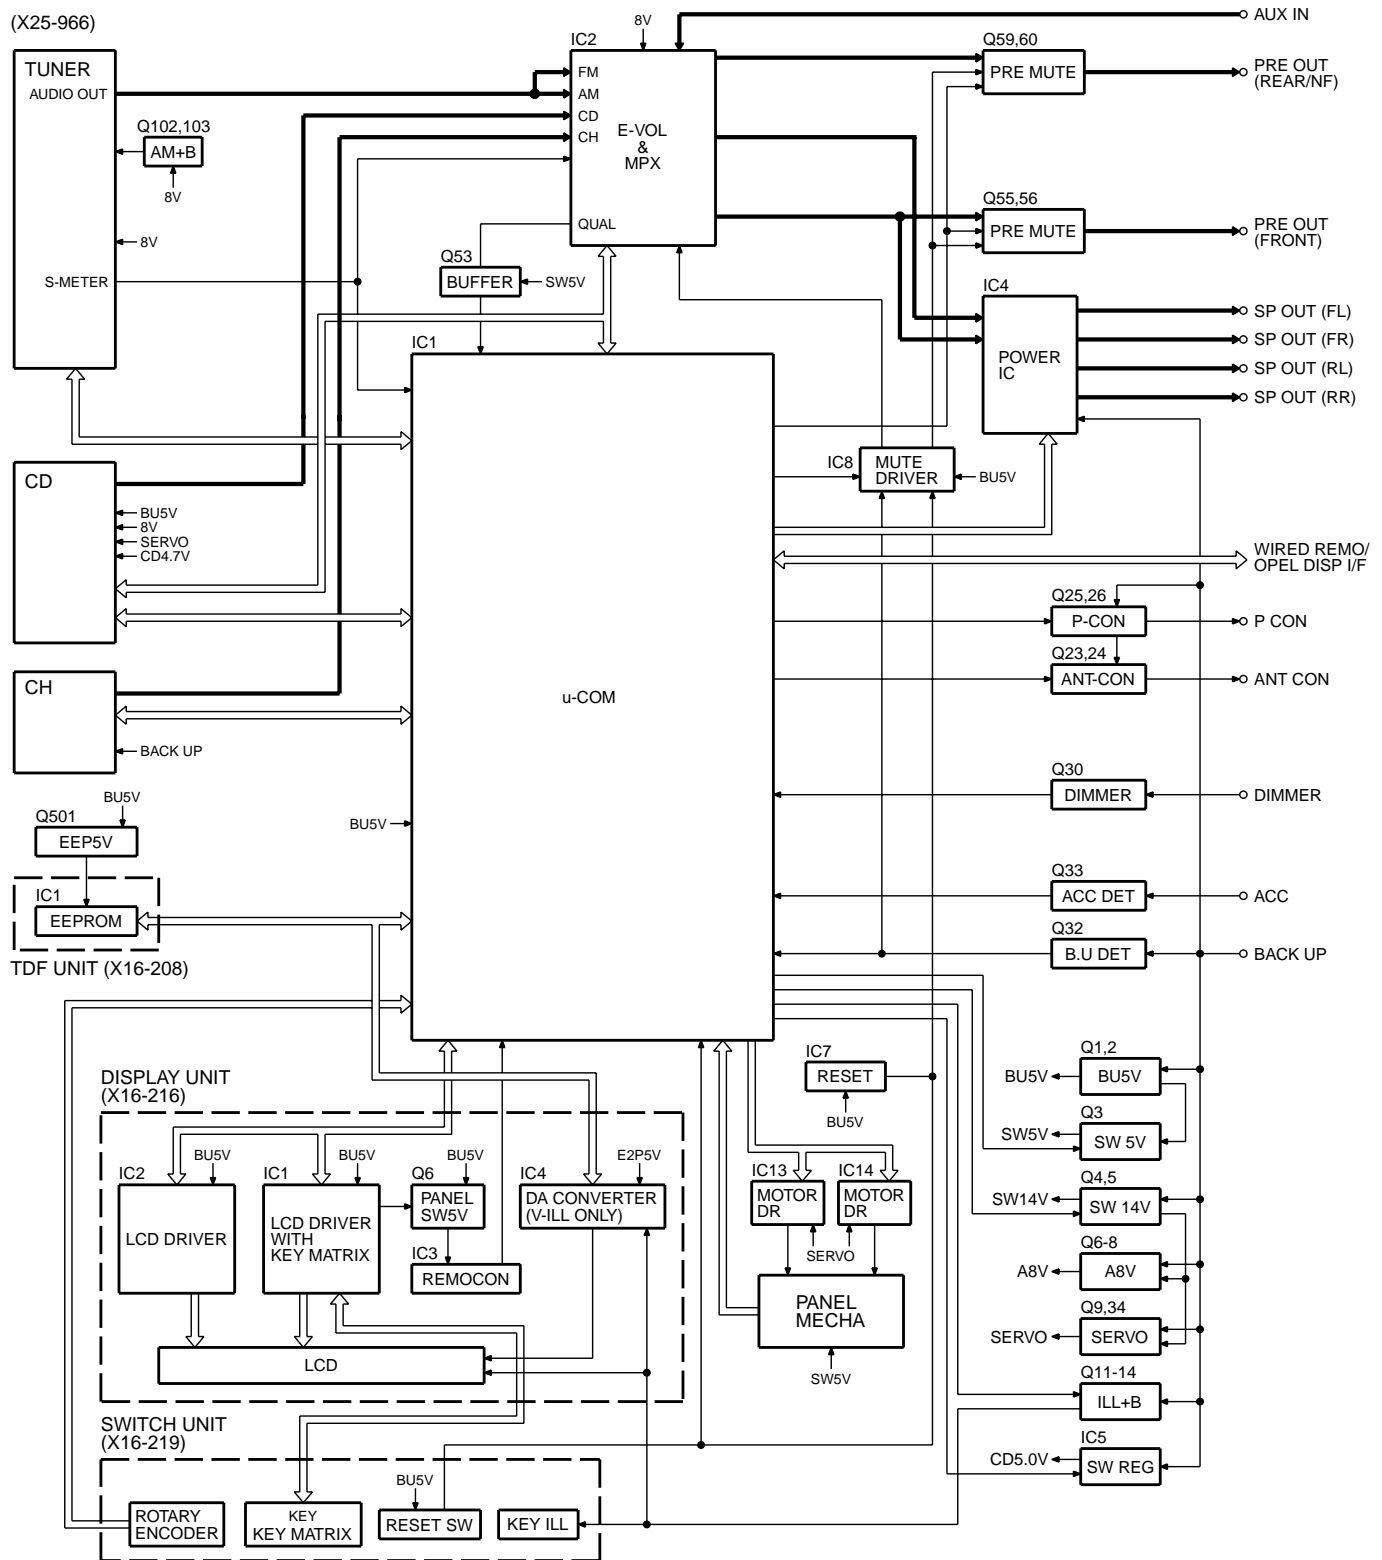 (X25-966)
AUX IN
8V
IC2
Q59,60
TUNER
AUDIO OUT
FM
AM
CD
CH
E-VOL
&
MPX
PRE MUTE
PRE OUT
(REAR/NF)
Q102,103
AM+B
8V
Q55,56
QUAL
PRE MUTE
PRE OUT
(FRONT)
8V
Q53
BUFFER
SW5V
S-METER
IC4
POWER
IC
SP OUT (FL)
SP OUT (FR)
SP OUT (RL)
SP OUT (RR)
IC1
u-COM
IC8
MUTE
DRIVER
BU5V
CD
BU5V
8V
SERVO
CD4.7V
WIRED REMO/
OPEL DISP I/F
Q25,26
P-CON
P CON
Q23,24
ANT-CON
ANT CON
CH
BACK UP
Q30
DIMMER
DIMMER
BU5V
Q501
EEP5V
BU5V
IC1
EEPROM
TDF UNIT (X16-208)
Q33
ACC DET
ACC
Q32
B.U DET
BACK UP
Q1,2
BU5V
BU5V
Q3
SW5V
SW 5V
Q4,5
SW14V
SW 14V
Q6-8
A8V
A8V
Q9,34
SERVO
SERVO
Q11-14
ILL+B
IC5
CD5.0V
SW REG
IC7
RESET
BU5V
DISPLAY UNIT
(X16-216)
IC2
BU5V
LCD DRIVER
IC1
BU5V
LCD DRIVER
WITH
KEY MATRIX
Q6
BU5V
PANEL
SW5V
IC3
REMOCON
IC4
E2P5V
DA CONVERTER
(V-ILL ONLY)
LCD
IC13
MOTOR
DR
IC14
MOTOR
DR
SERVO
PANEL
MECHA
SW5V
SWITCH UNIT
(X16-219)
ROTARY
ENCODER
KEY
KEY MATRIX
BU5V
RESET SW
KEY ILL